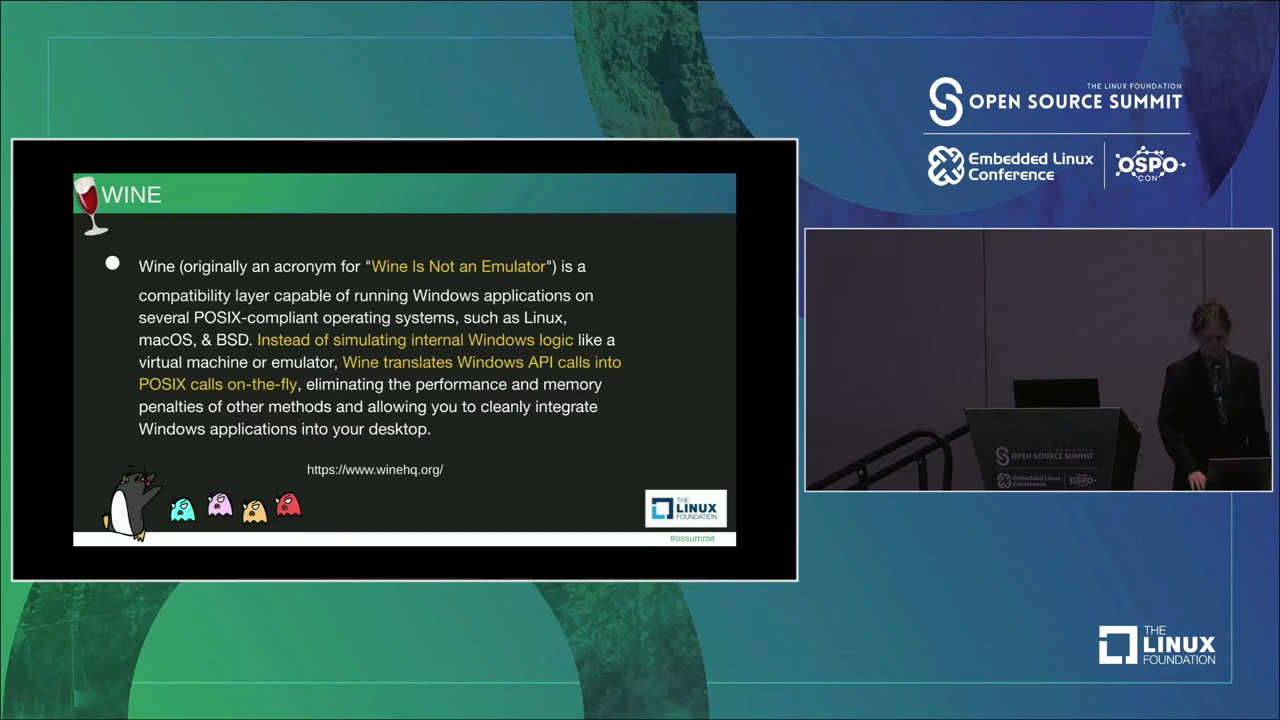 THE LINUX FOUNDATION
OPEN SOURCE SUMMIT
Embedded Linux
Conference
OSPO
CON
WINE
Wine (originally an acronym for "Wine Is Not an Emulator") is a
compatibility layer capable of running Windows applications on
several POSIX-compliant operating systems, such as Linux,
macOS, & BSD. Instead of simulating internal Windows logic like a
virtual machine or emulator, Wine translates Windows API calls into
POSIX calls on-the-fly, eliminating the performance and memory
penalties of other methods and allowing you to cleanly integrate
Windows applications into your desktop.
https://www.winehq.org/
THE
LINUX
FOUNDATION
#ossummit
OPEN SOURCE SUMMIT
Embedded Linux
Conference
OSPO
THE
LINUX
FOUNDATION